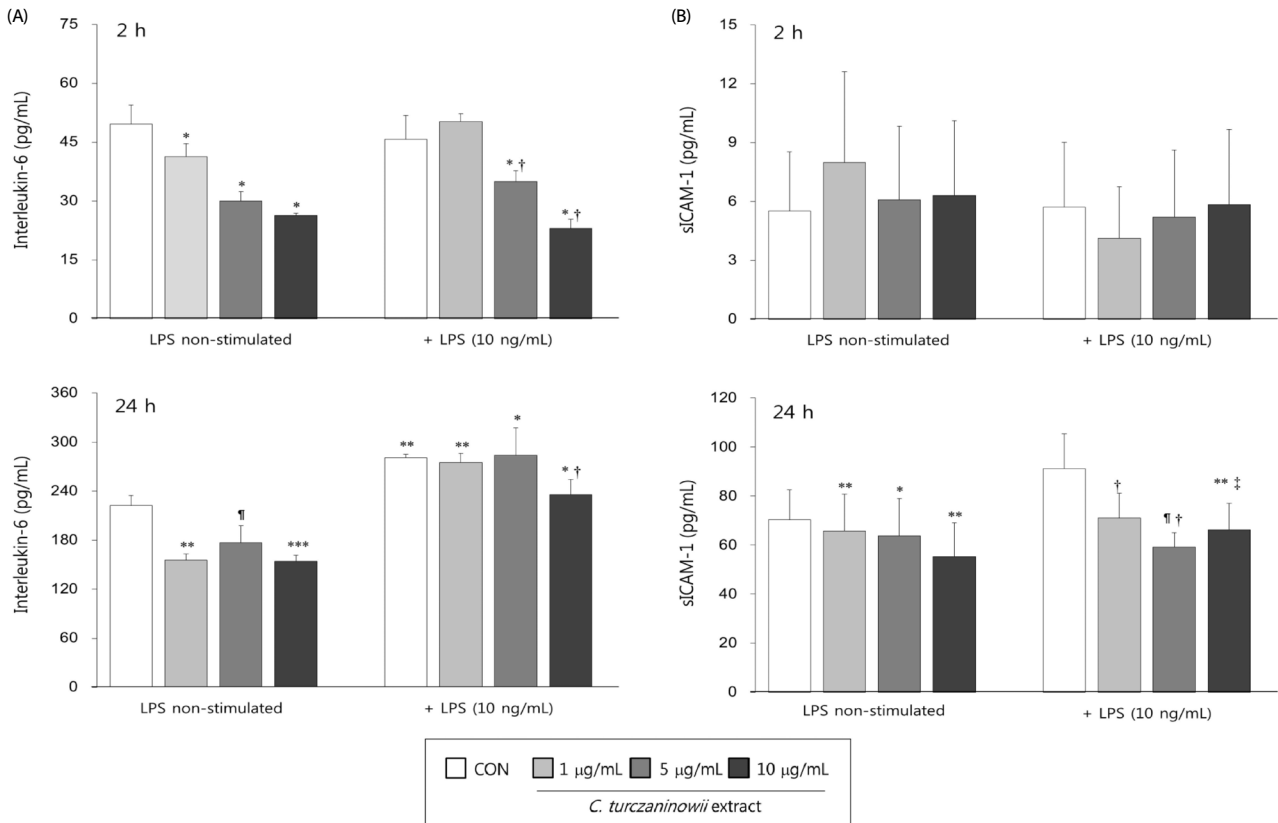 (A)
2 h
Interleukin-6 (pg/mL)
75
60
45
30
15
0
*
*
*
* †
* †
LPS non-stimulated
+ LPS (10 ng/mL)
(B)
2 h
sICAM-1 (pg/mL)
15
12
9
6
3
0
LPS non-stimulated
+ LPS (10 ng/mL)
24 h
Interleukin-6 (pg/mL)
360
300
240
180
120
60
0
**
¶
***
**
**
*
* †
LPS non-stimulated
+ LPS (10 ng/mL)
24 h
sICAM-1 (pg/mL)
120
100
80
60
40
20
0
**
*
**
†
¶ †
** ‡
LPS non-stimulated
+ LPS (10 ng/mL)
CON 1 μg/mL 5 μg/mL 10 μg/mL
C. turczaninowii extract